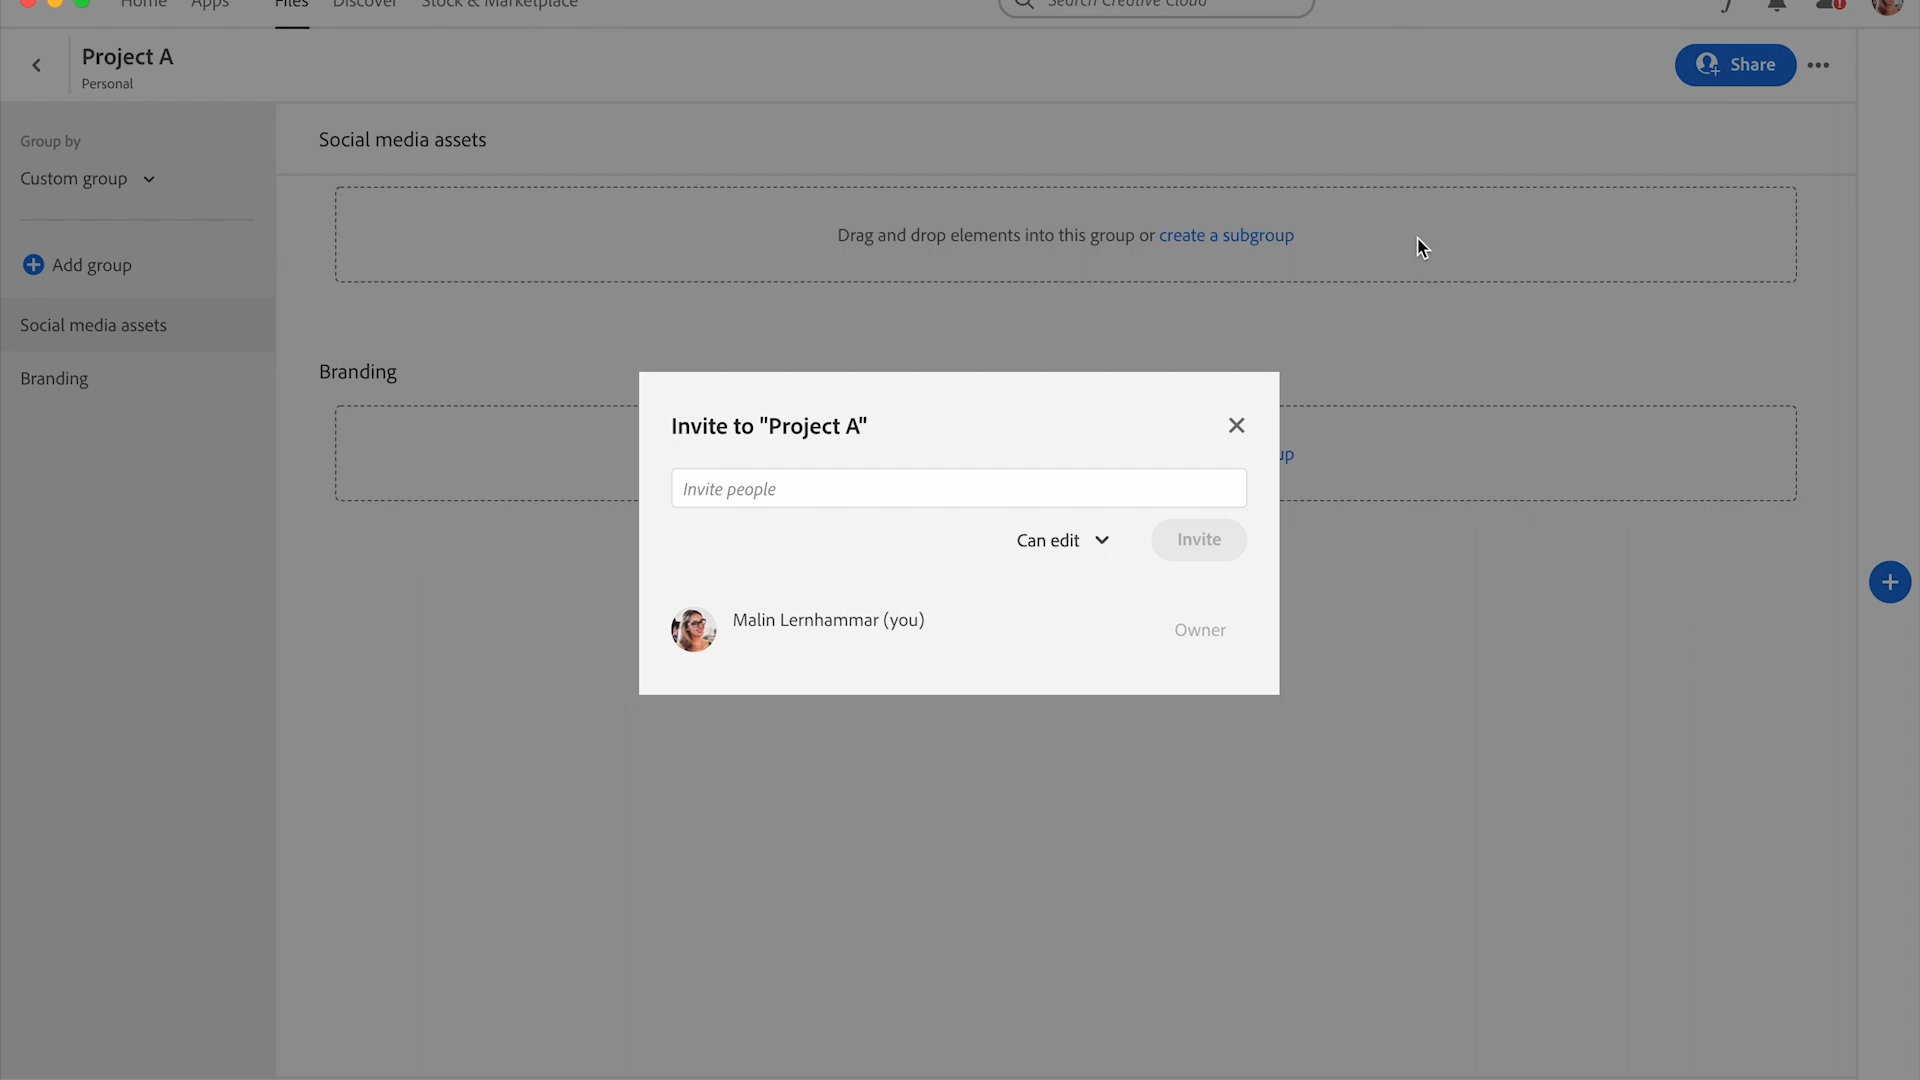 Home Apps Files Discover Stock & Marketplace Search Creative Cloud
Project A
Personal
Share
Group by
Custom group
Add group
Social media assets
Branding
Social media assets
Drag and drop elements into this group or create a subgroup
Branding
up
Invite to "Project A"
Invite people
Can edit
Invite
Malin Lernhammar (you)
Owner